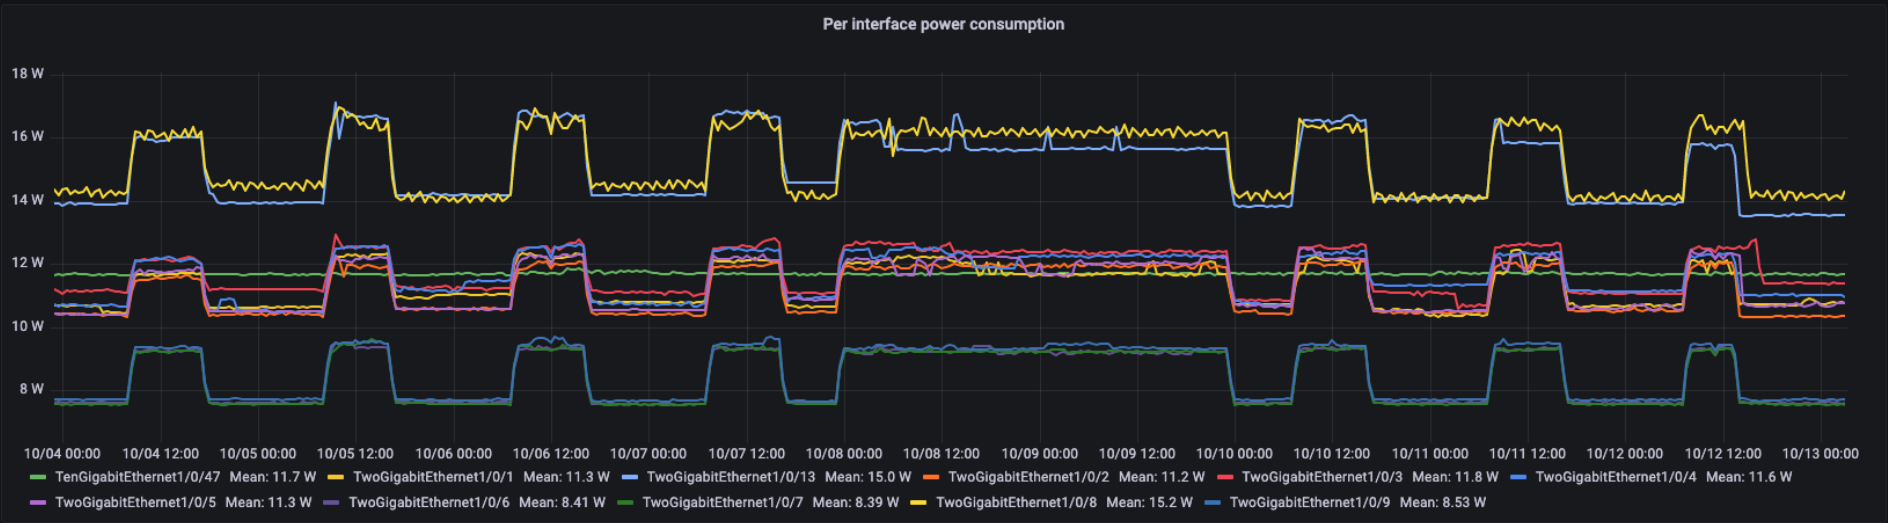 Per interface power consumption
18 W
16 W
14 W
12 W
10 W
8 W
10/04 00:00 10/04 12:00 10/05 00:00 10/05 12:00 10/06 00:00 10/06 12:00 10/07 00:00 10/07 12:00 10/08 00:00 10/08 12:00 10/09 00:00 10/09 12:00 10/10 00:00 10/10 12:00 10/11 00:00 10/11 12:00 10/12 00:00 10/12 12:00 10/13 00:00
TenGigabitEthernet1/0/47 Mean: 11.7 W TwoGigabitEthernet1/0/1 Mean: 11.3 W TwoGigabitEthernet1/0/13 Mean: 15.0 W TwoGigabitEthernet1/0/2 Mean: 11.2 W TwoGigabitEthernet1/0/3 Mean: 11.8 W TwoGigabitEthernet1/0/4 Mean: 11.6 W
TwoGigabitEthernet1/0/5 Mean: 11.3 W TwoGigabitEthernet1/0/6 Mean: 8.41 W TwoGigabitEthernet1/0/7 Mean: 8.39 W TwoGigabitEthernet1/0/8 Mean: 15.2 W TwoGigabitEthernet1/0/9 Mean: 8.53 W